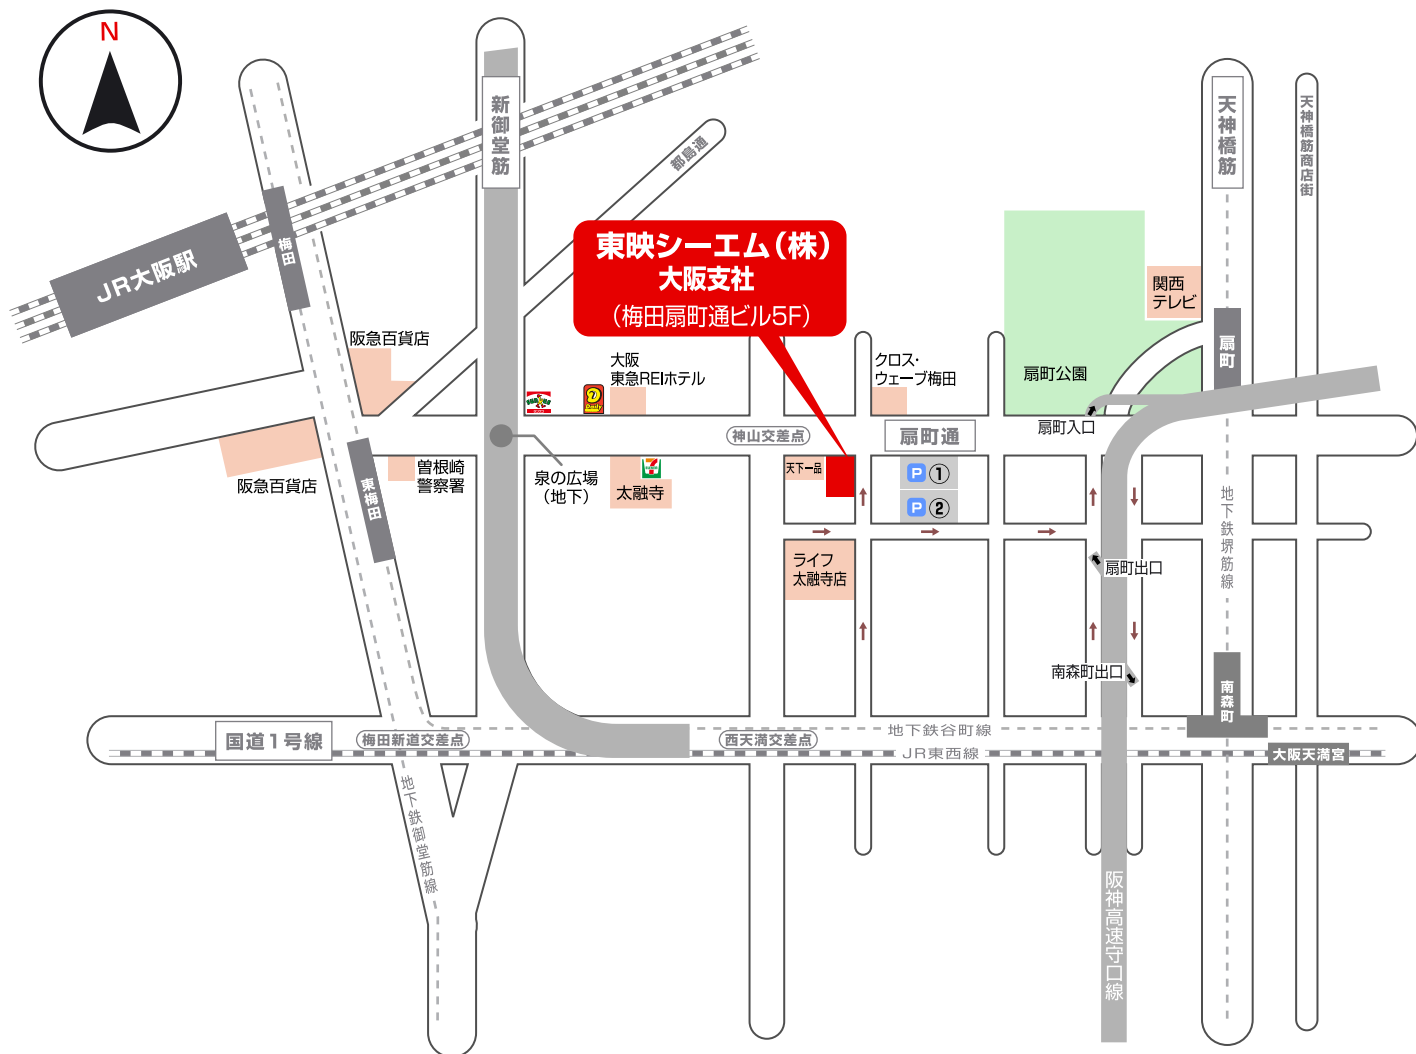 N
新御堂筋
都島通
天神橋筋
天神橋筋商店街
JR大阪駅
梅田
東映シーエム(株)
大阪支社
(梅田扇町通ビル5F)
関西
テレビ
扇町
阪急百貨店
大阪
東急REIホテル
クロス・
ウェーブ梅田
扇町公園
扇町入口
神山交差点
扇町通
阪急百貨店
東梅田
曽根崎
警察署
泉の広場
(地下)
太融寺
天下一品
P ①
P ②
地下鉄堺筋線
ライフ
太融寺店
扇町出口
南森町出口
南森町
国道1号線
梅田新道交差点
西天満交差点
地下鉄谷町線
JR東西線
大阪天満宮
地下鉄御堂筋線
阪神高速守口線